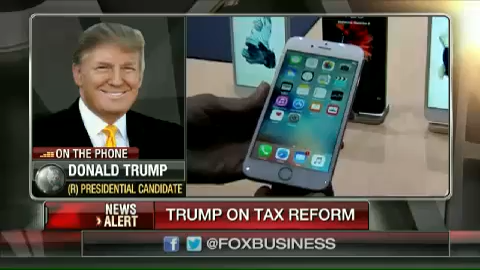 ON THE PHONE
DONALD TRUMP
(R) PRESIDENTIAL CANDIDATE
NEWS
ALERT
TRUMP ON TAX REFORM
@FOXBUSINESS